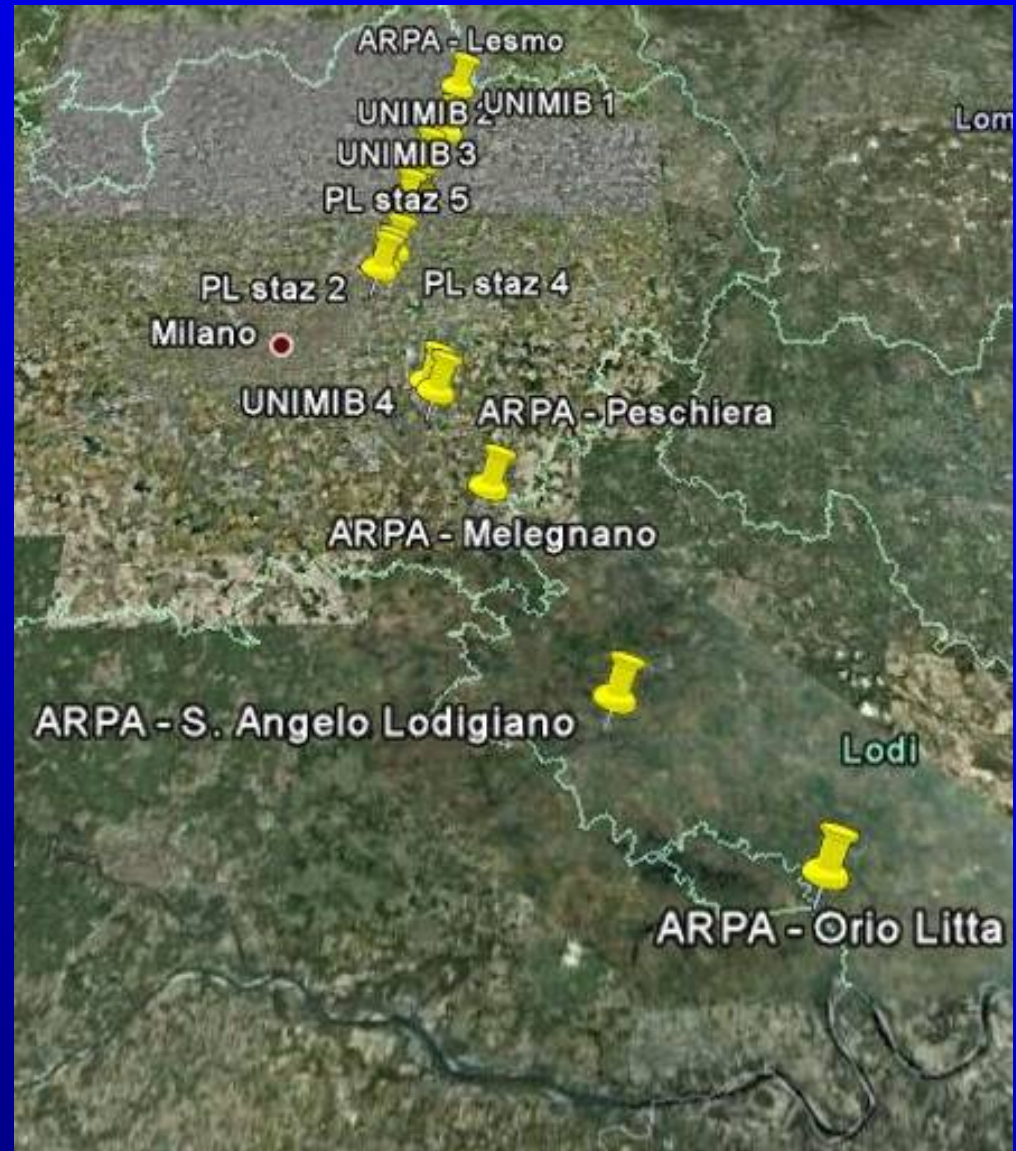 ARPA - Lesmo
UNIMIB 2 UNIMIB 1
Lom
UNIMIB 3
PL staz 5
PL staz 2
PL staz 4
Milano
UNIMIB 4
ARPA - Peschiera
ARPA - Melegnano
ARPA - S. Angelo Lodigiano
Lodi
ARPA - Orio Litta